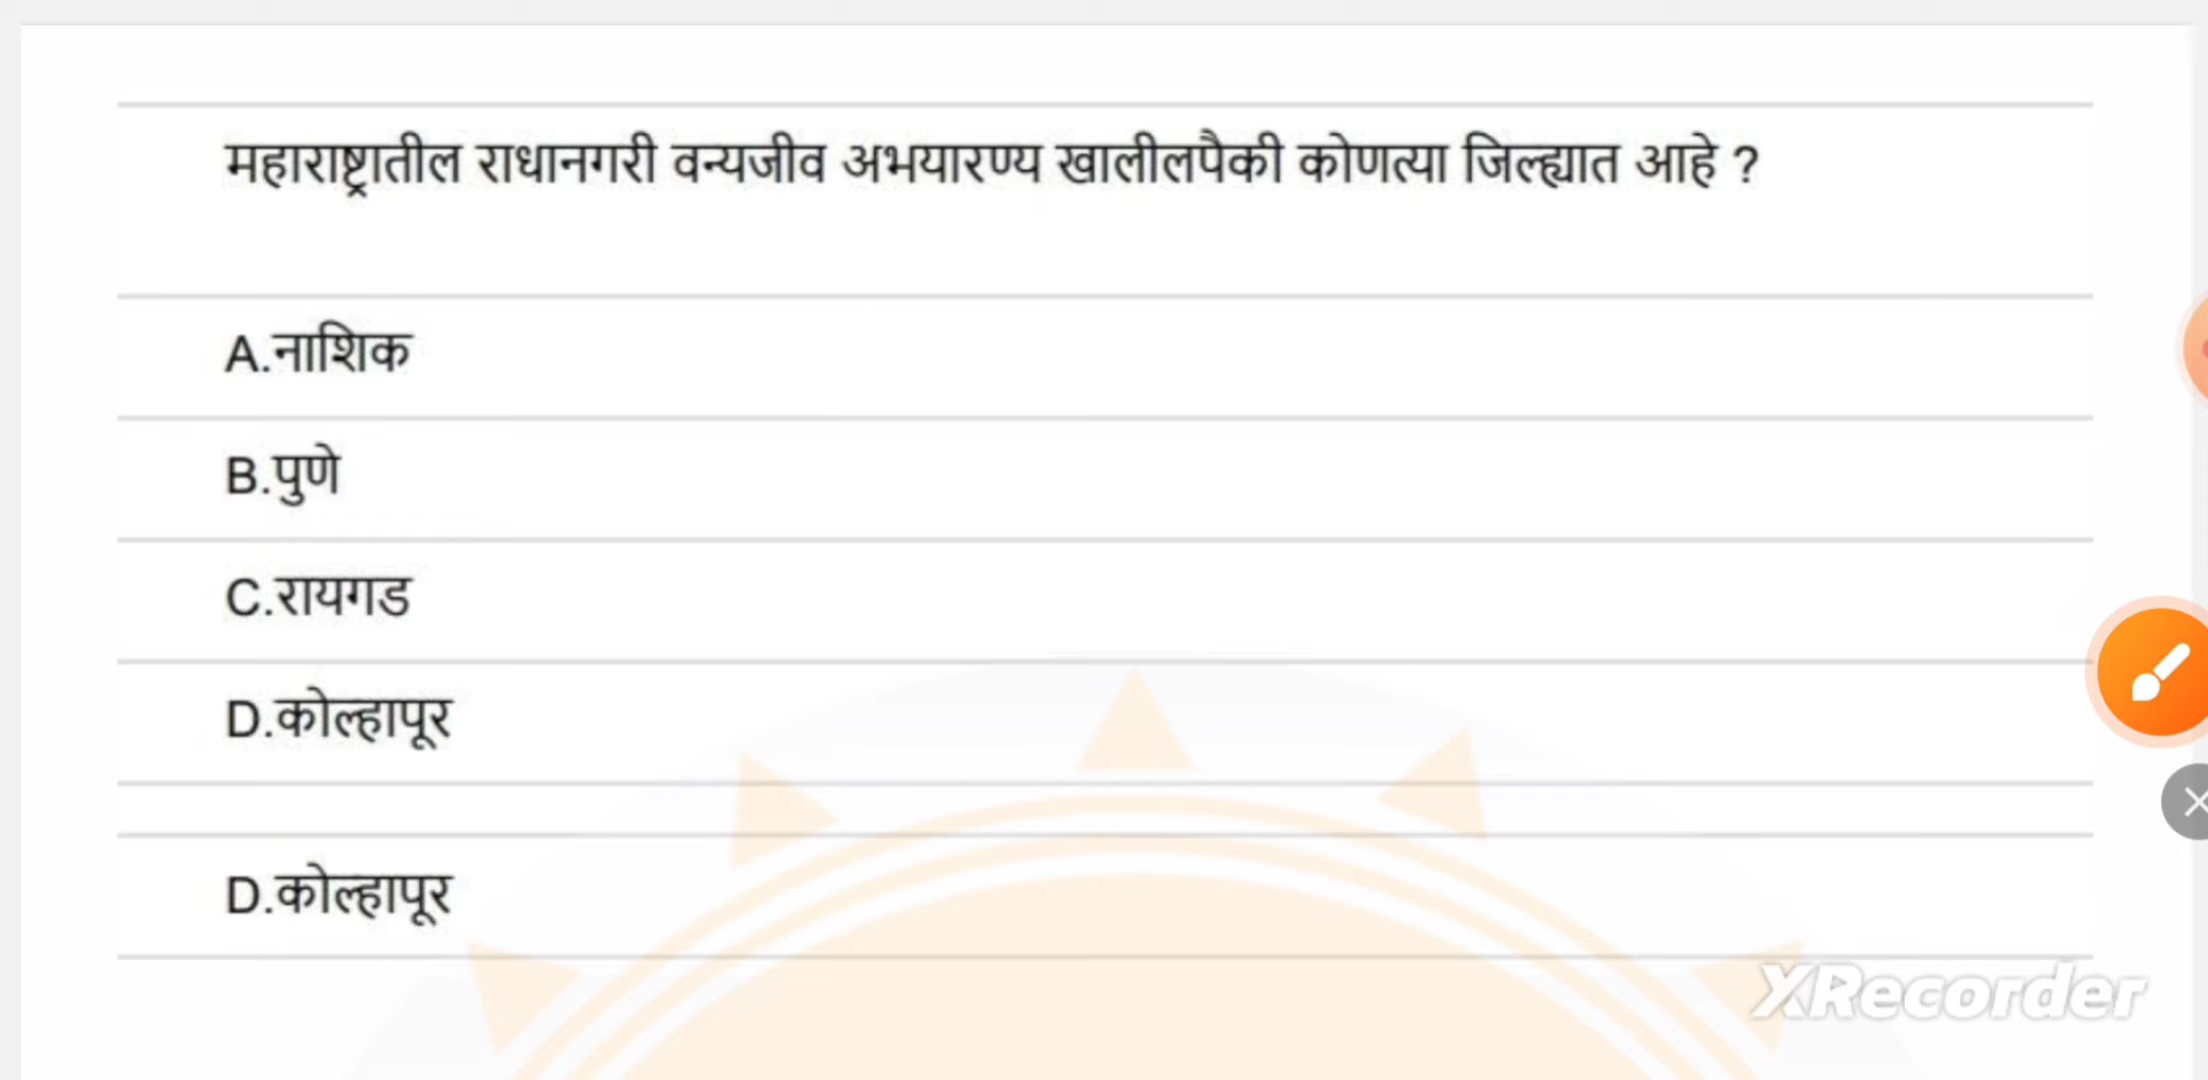 महाराष्ट्रातील राधानगरी वन्यजीव अभयारण्य खालीलपैकी कोणत्या जिल्ह्यात आहे ?
A.नाशिक
B.पुणे
C.रायगड
D.कोल्हापूर
D.कोल्हापूर
XRecorder